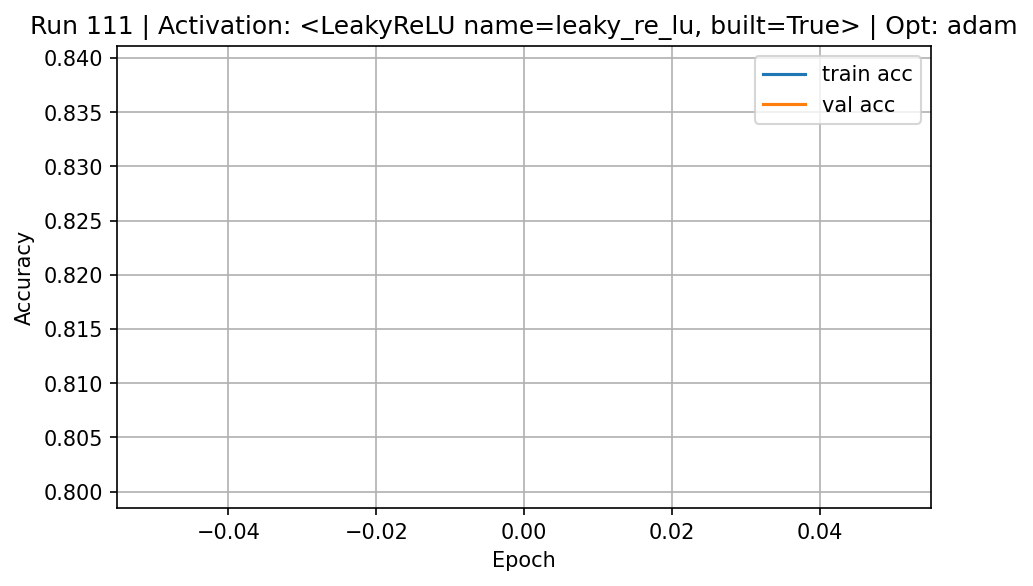 Run 111 | Activation: <LeakyReLU name=leaky_re_lu, built=True> | Opt: adam
train acc
val acc
0.840
0.835
0.830
0.825
0.820
0.815
0.810
0.805
0.800
Accuracy
−0.04
−0.02
0.00
0.02
0.04
Epoch